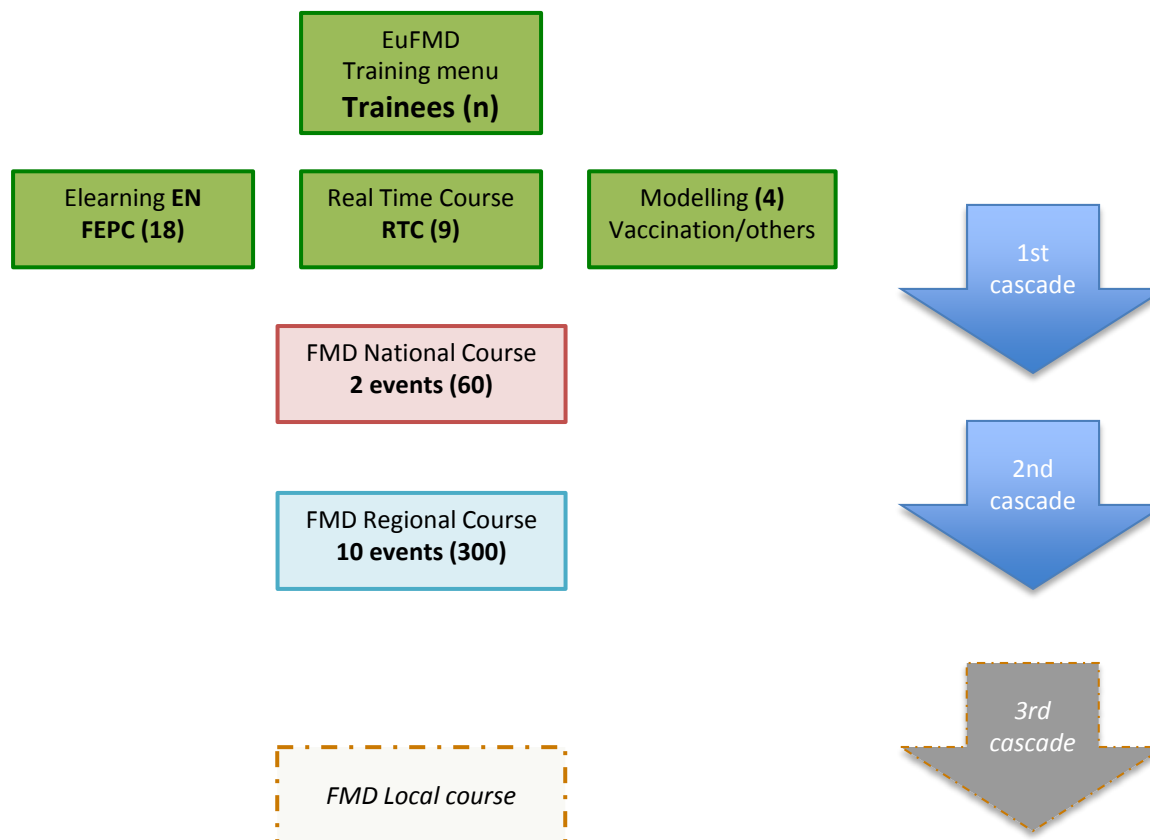 EuFMD
Training menu
Trainees (n)
Elearning EN
FEPC (18)
Real Time Course
RTC (9)
Modelling (4)
Vaccination/others
1st
cascade
FMD National Course
2 events (60)
2nd
cascade
FMD Regional Course
10 events (300)
3rd
cascade
FMD Local course